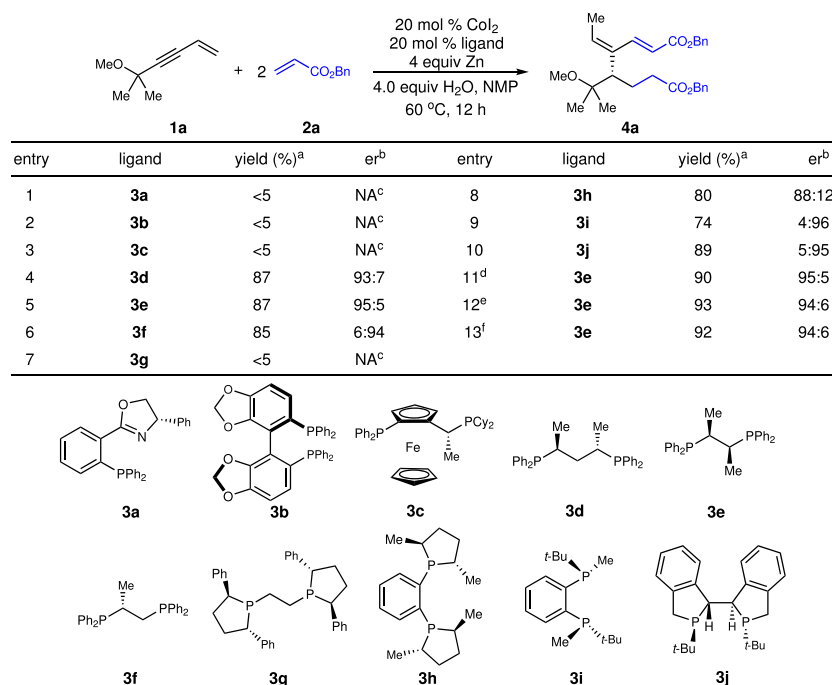 MeO
Me Me
1a
+ 2
CO2Bn
2a
20 mol % CoI2
20 mol % ligand
4 equiv Zn
4.0 equiv H2O, NMP
60 oC, 12 h
Me
CO2Bn
MeO
CO2Bn
Me Me
4a
entry ligand yield (%)a erb entry ligand yield (%)a erb
1 3a <5 NAc 8 3h 80 88:12
2 3b <5 NAc 9 3i 74 4:96
3 3c <5 NAc 10 3j 89 5:95
4 3d 87 93:7 11d 3e 90 95:5
5 3e 87 95:5 12e 3e 93 94:6
6 3f 85 6:94 13f 3e 92 94:6
7 3g <5 NAc
O
N
Ph
PPh2
3a
O
O
PPh2
PPh2
O
O
3b
Ph2P
PCy2
Fe
Me
3c
Me Me
Ph2P PPh2
3d
Me
Ph2P PPh2
Me
3e
Me
Ph2P PPh2
3f
Ph Ph
P P
Ph Ph
3g
Me
P
Me
Me
P
Me
3h
t-Bu
P Me
P
Me t-Bu
3i
P P
H H
t-Bu t-Bu
3j